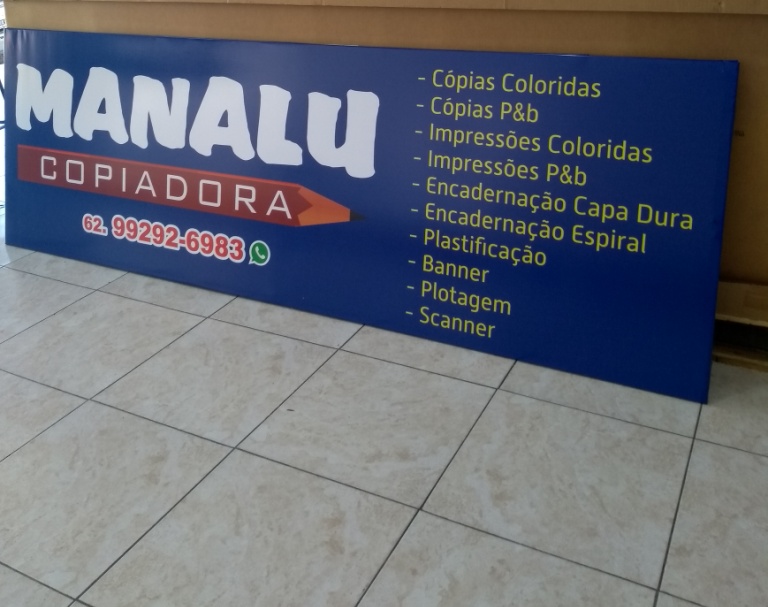 MANALU
COPIADORA
62. 99292-6983
- Cópias Coloridas
- Cópias P&b
- Impressões Coloridas
- Impressões P&b
- Encadernação Capa Dura
- Encadernação Espiral
- Plastificação
- Banner
- Plotagem
- Scanner